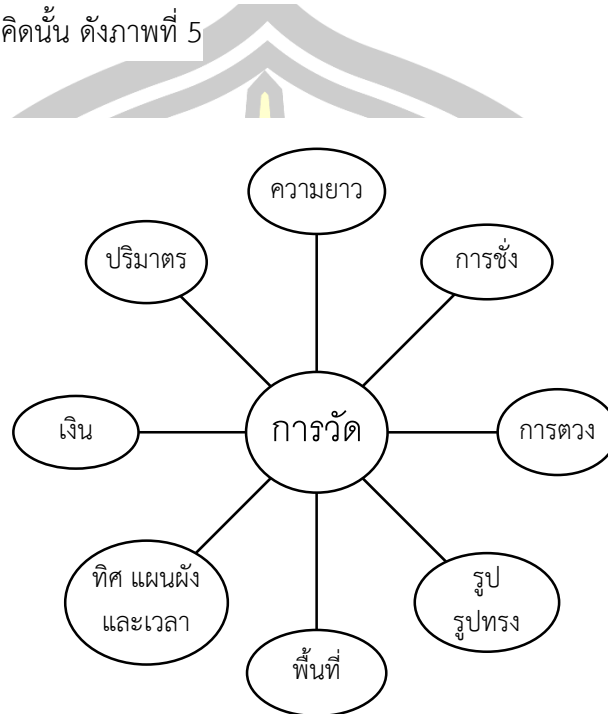 คิดนั้น ดังภาพที่ 5
ความยาว
ปริมาตร
การชั่ง
เงิน
การวัด
การตวง
ทิศ แผนผัง
และเวลา
รูป
รูปทรง
พื้นที่